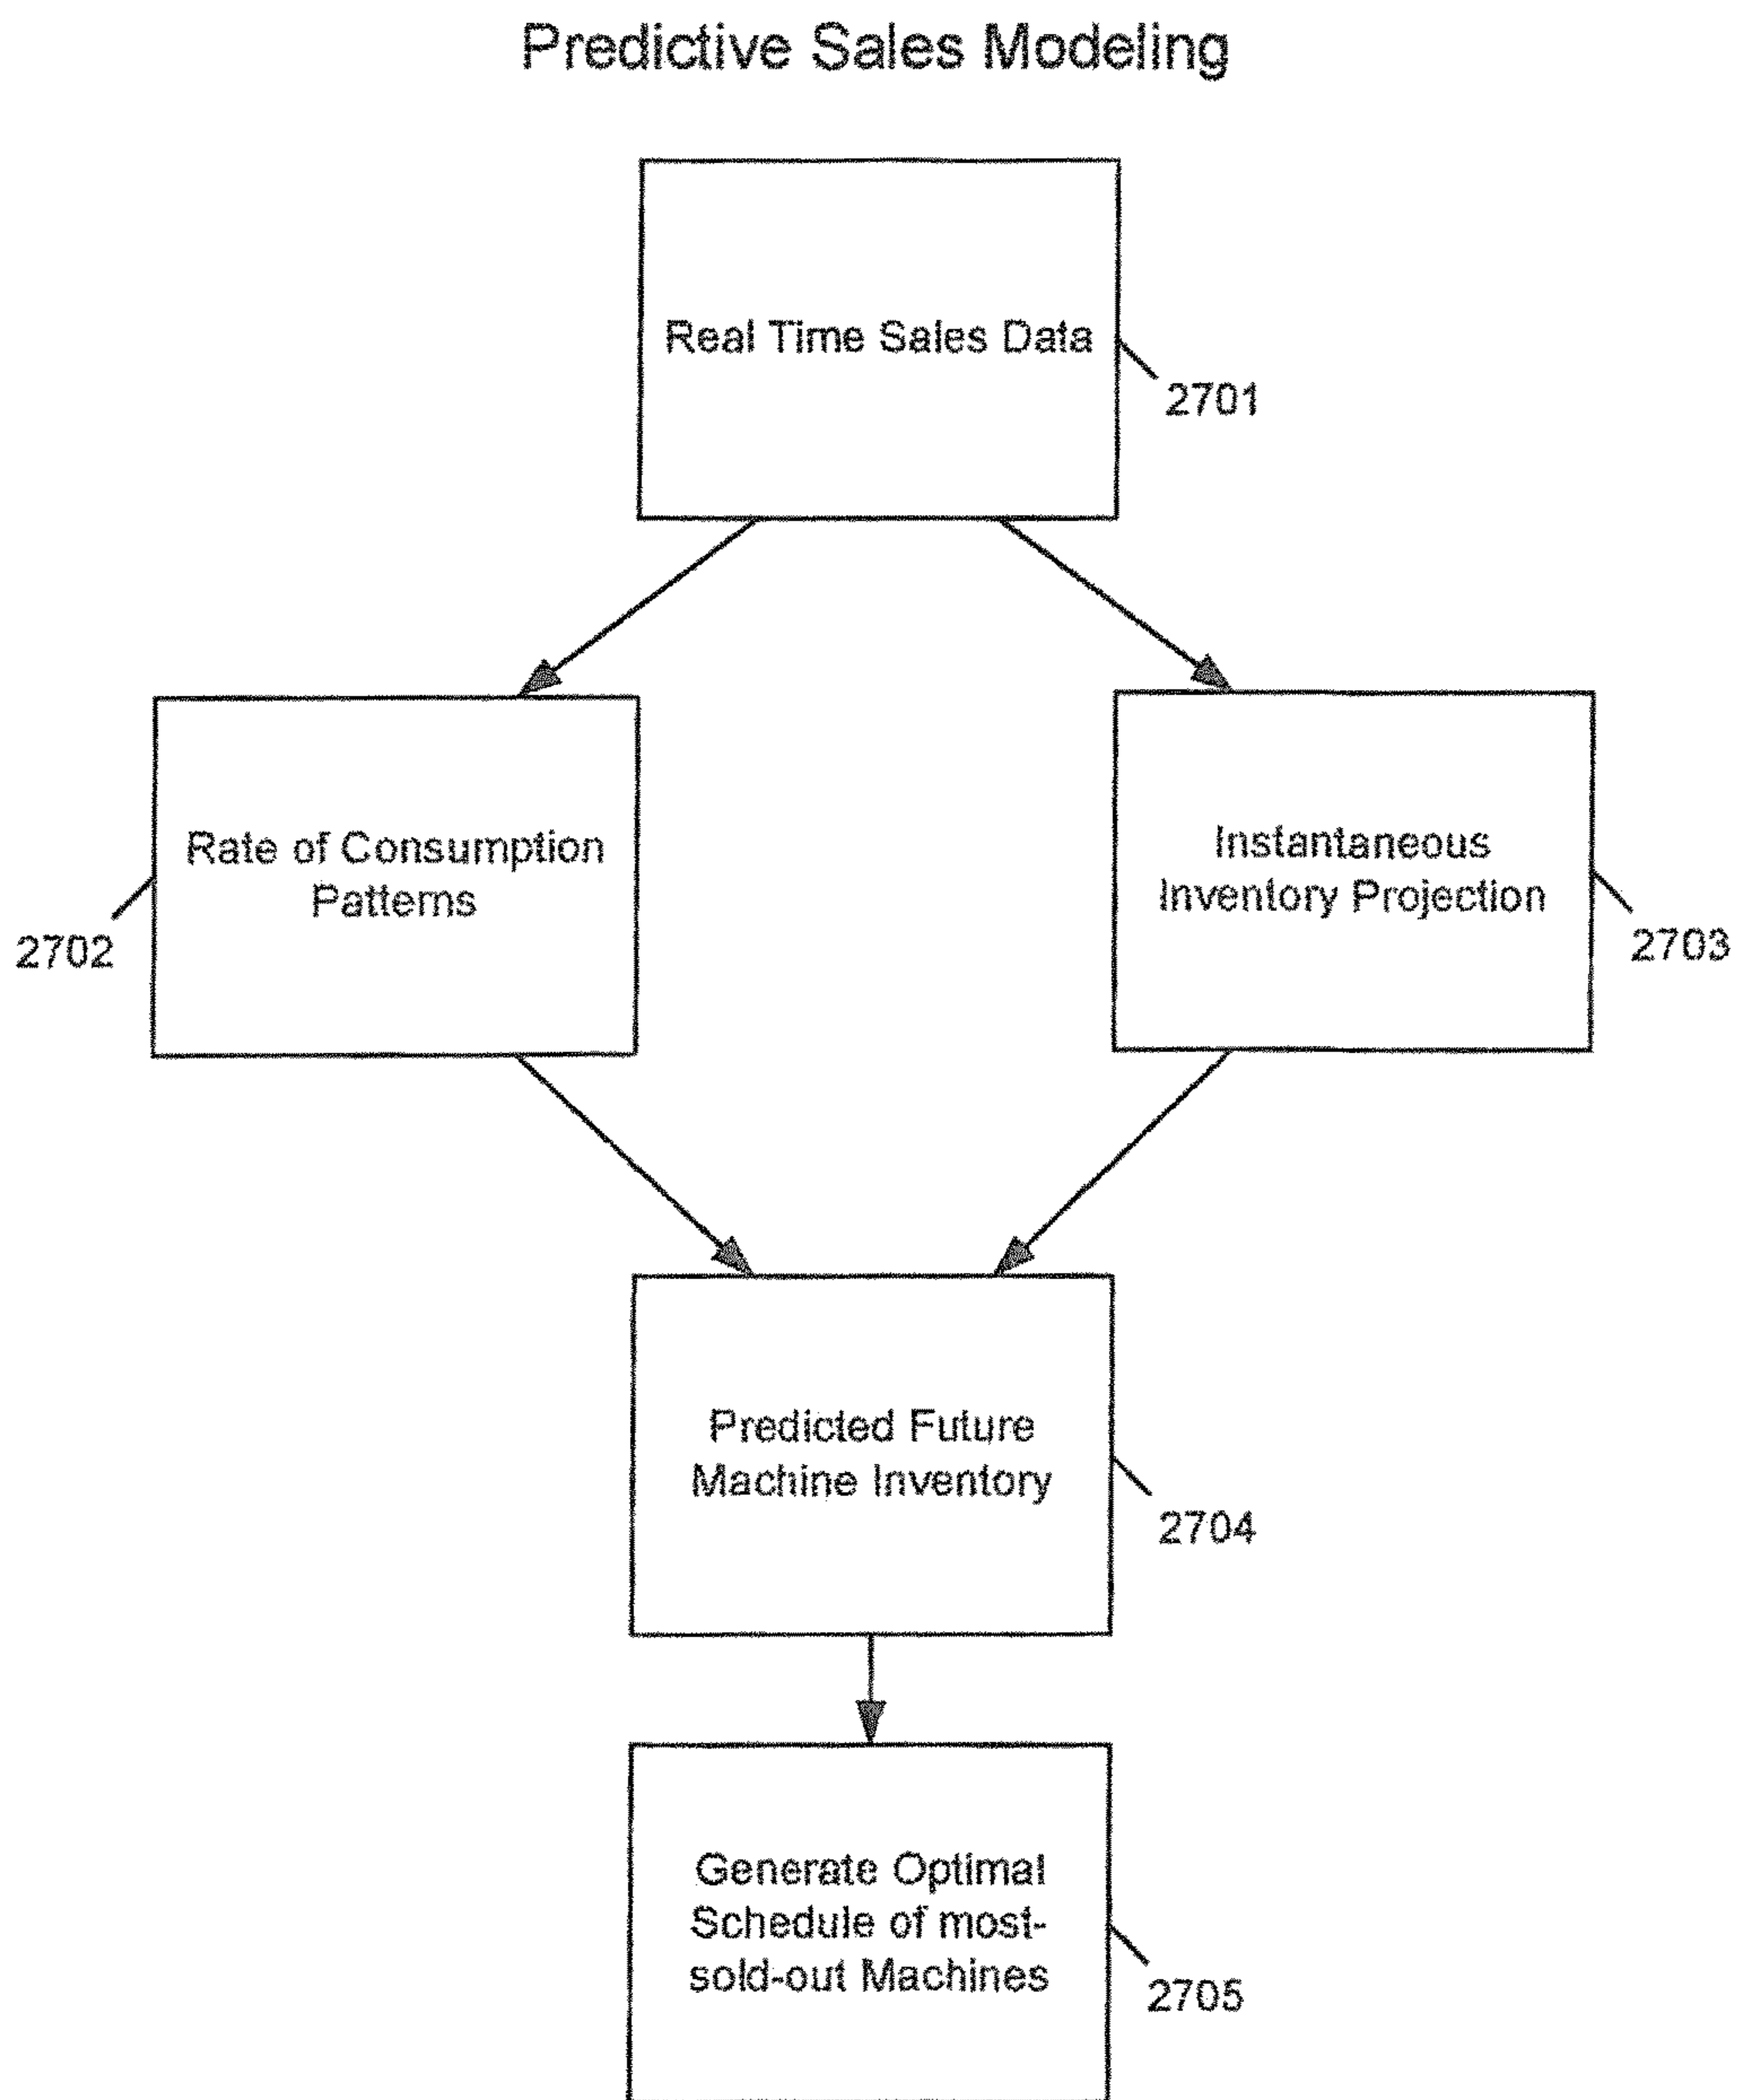 Predictive Sales Modeling
Real Time Sales Data
2701
Rate of Consumption
Patterns
2702
Instantaneous
Inventory Projection
2703
Predicted Future
Machine Inventory
2704
Generate Optimal
Schedule of most-
sold-out Machines
2705